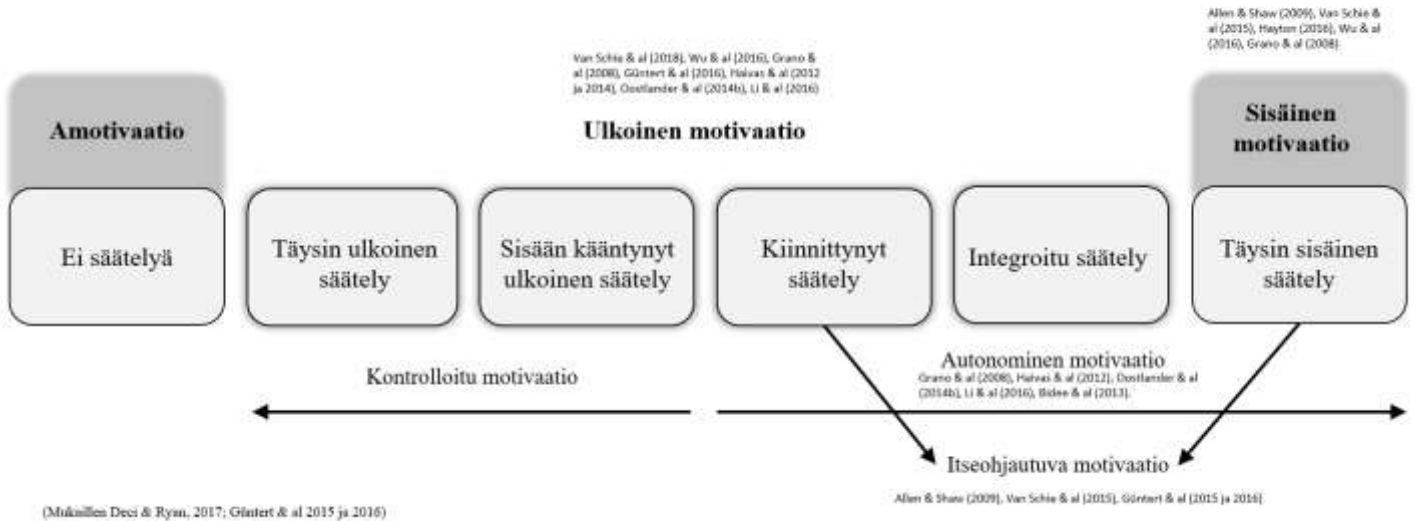 Allen & Shaw (2009), Van Schie &
al (2015), Hayton (2016), Wu & al
(2016), Grano & al (2008)
Van Schie & al (2018), Wu & al (2016), Grano &
al (2008), Güntert & al (2016), Haivas & al (2012
ja 2014), Oostlander & al (2014b), Li & al (2016)
Amotivaatio
Ulkoinen motivaatio
Sisäinen
motivaatio
Ei säätelyä
Täysin ulkoinen
säätely
Sisään kääntynyt
ulkoinen säätely
Kiinnittynyt
säätely
Integroitu säätely
Täysin sisäinen
säätely
Kontrolloitu motivaatio
Autonominen motivaatio
Grano & al (2008), Haivas & al (2012), Oostlander & al
(2014b), Li & al (2016), Bidee & al (2013).
Itseohjautuva motivaatio
Allen & Shaw (2009), Van Schie & al (2015), Güntert & al (2015 ja 2016)
(Mukaillen Deci & Ryan, 2017; Güntert & al 2015 ja 2016)